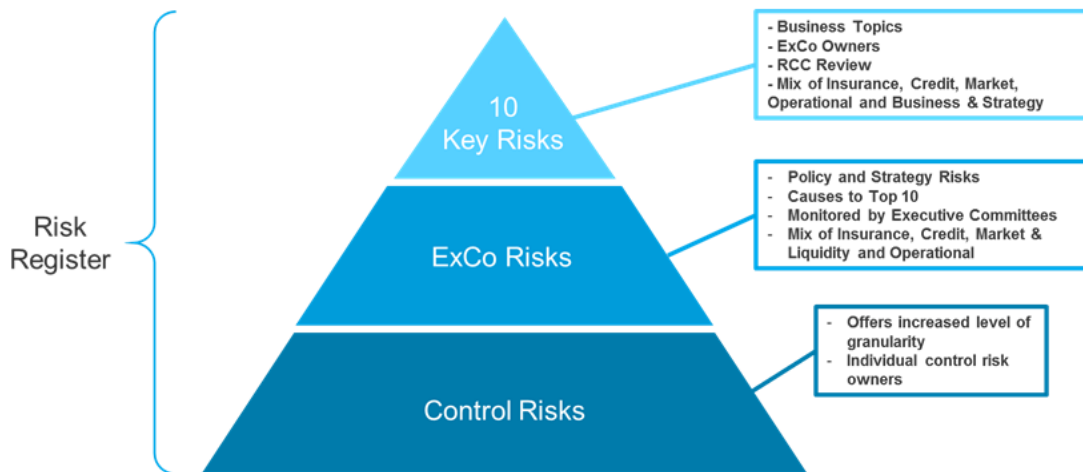 - Business Topics
- ExCo Owners
- RCC Review
- Mix of Insurance, Credit, Market,
Operational and Business & Strategy
10
Key Risks
- Policy and Strategy Risks
- Causes to Top 10
- Monitored by Executive Committees
- Mix of Insurance, Credit, Market &
Liquidity and Operational
Risk
Register
ExCo Risks
- Offers increased level of
granularity
- Individual control risk
owners
Control Risks